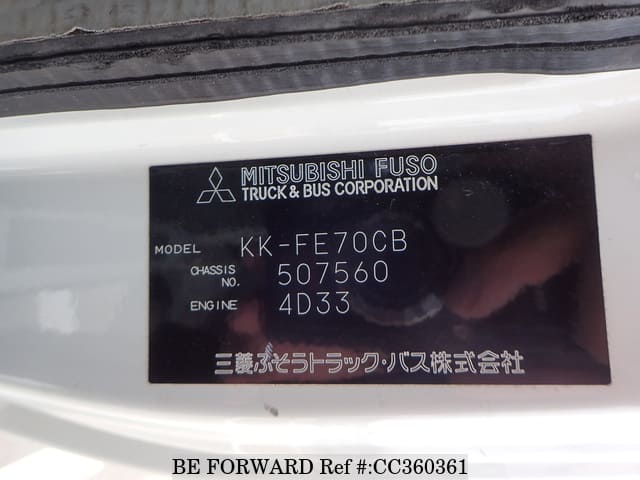 MITSUBISHI FUSO
TRUCK & BUS CORPORATION
MODEL KK-FE70CB
CHASSIS NO. 507560
ENGINE 4D33
三菱ふそうトラック・バス株式会社
BE FORWARD Ref #:CC360361